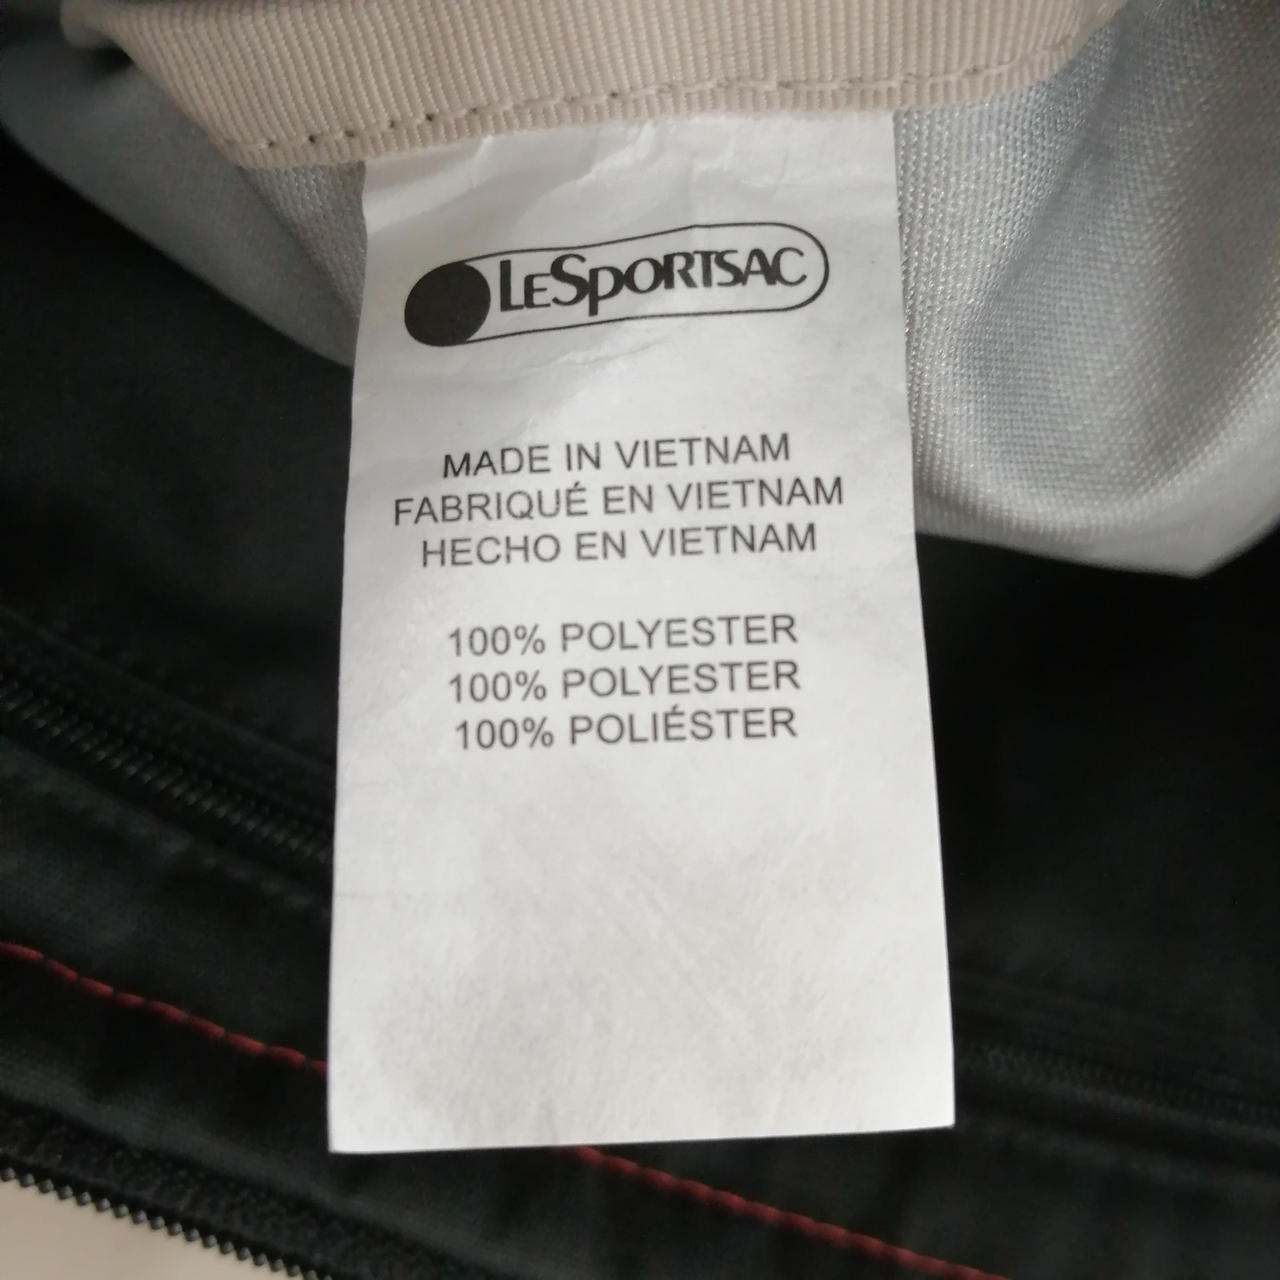 LeSportsac
MADE IN VIETNAM
FABRIQUÉ EN VIETNAM
HECHO EN VIETNAM
100% POLYESTER
100% POLYESTER
100% POLIÉSTER